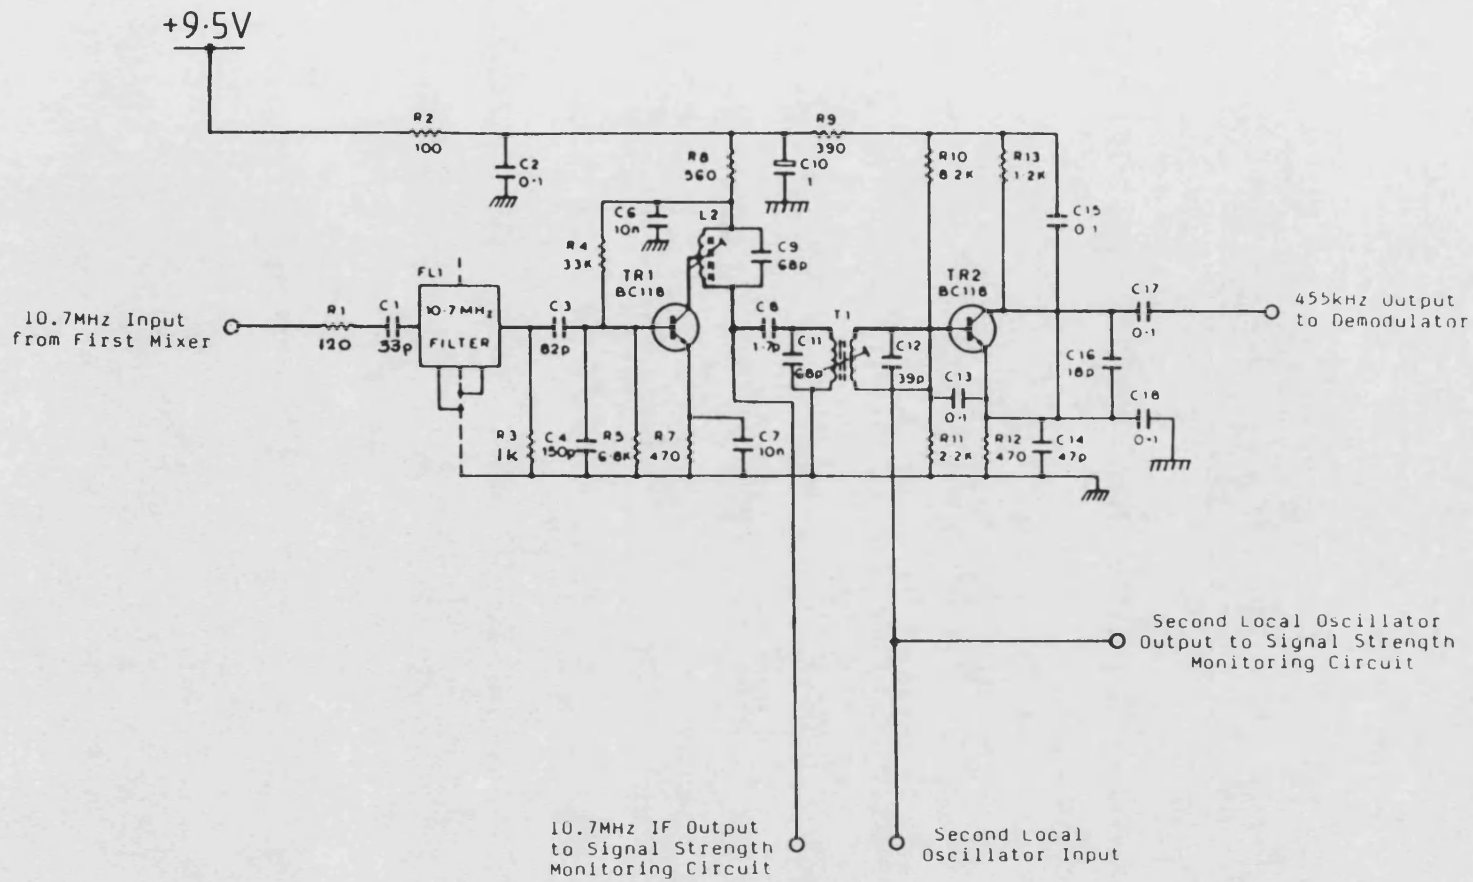 +9·5V
R2
100
C2
0·1
R8
560
C10
1
R9
390
R10
8.2K
R13
1·2K
C15
0·1
C6
10n
L2
C9
68p
R4
33K
TR1
BC118
TR2
BC118
FL1
10·7MHz
FILTER
10.7MHz Input
from First Mixer
R1
120
C1
33p
C3
82p
C8
1·7p
T1
C11
68p
C12
39p
C17
0·1
455kHz Output
to Demodulator
C16
18p
C13
0·1
C18
0·1
R3
1k
C4
150p
R5
6·8K
R7
470
C7
10n
R11
2·2K
R12
470
C14
47p
Second Local Oscillator
Output to Signal Strength
Monitoring Circuit
10.7MHz IF Output
to Signal Strength
Monitoring Circuit
Second Local
Oscillator Input